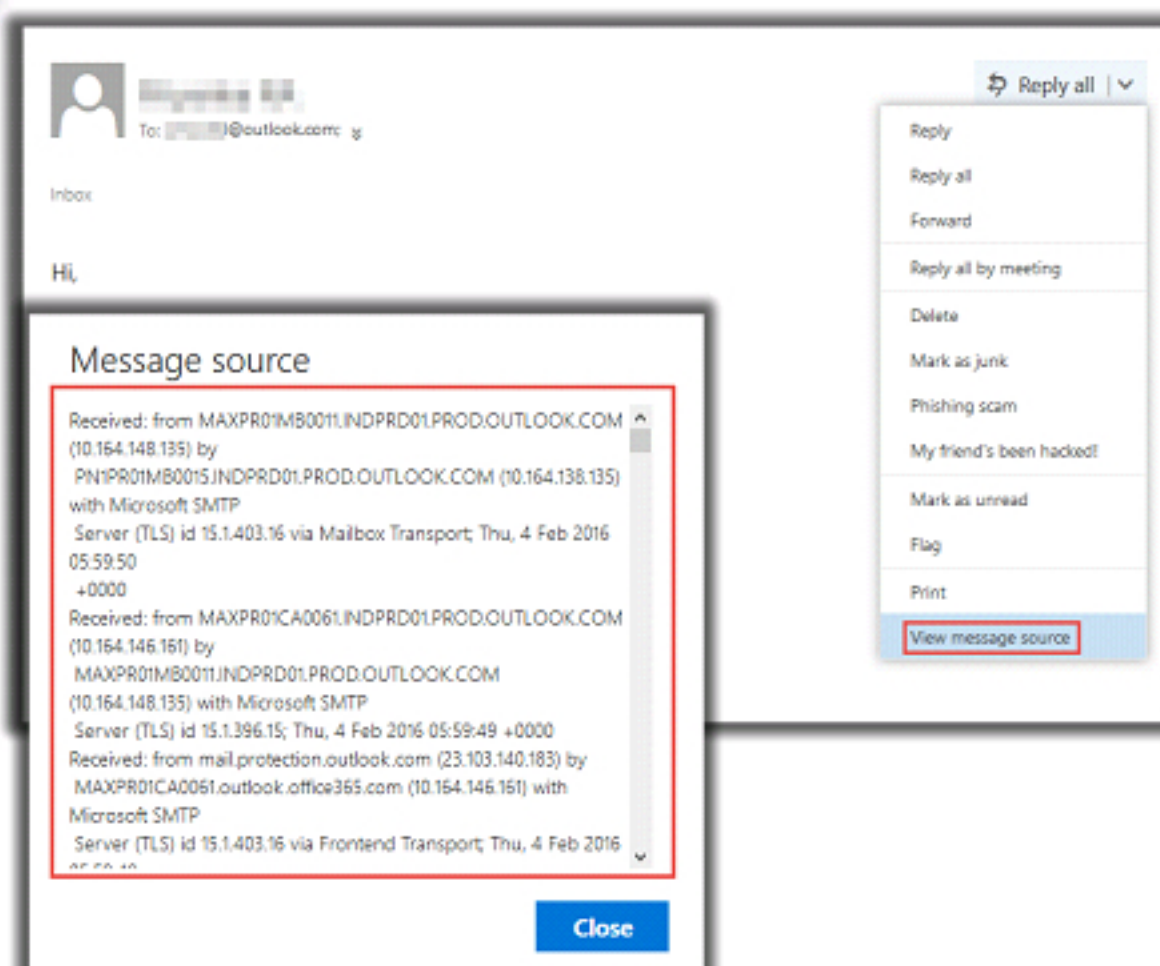 To: @outlook.com;
Inbox
Hi,
Reply all
Reply
Reply all
Forward
Reply all by meeting
Delete
Mark as junk
Phishing scam
My friend's been hacked!
Mark as unread
Flag
Print
View message source
Message source
Received: from MAXPR01MB0011.INDPRD01.PROD.OUTLOOK.COM
(10.164.148.135) by
PN1PR01MB0015.INDPRD01.PROD.OUTLOOK.COM (10.164.138.135)
with Microsoft SMTP
Server (TLS) id 15.1.403.16 via Mailbox Transport; Thu, 4 Feb 2016
05:59:50
+0000
Received: from MAXPR01CA0061.INDPRD01.PROD.OUTLOOK.COM
(10.164.146.161) by
MAXPR01MB0011.INDPRD01.PROD.OUTLOOK.COM
(10.164.148.135) with Microsoft SMTP
Server (TLS) id 15.1.396.15; Thu, 4 Feb 2016 05:59:49 +0000
Received: from mail.protection.outlook.com (23.103.140.183) by
MAXPR01CA0061.outlook.office365.com (10.164.146.161) with
Microsoft SMTP
Server (TLS) id 15.1.403.16 via Frontend Transport; Thu, 4 Feb 2016
Close